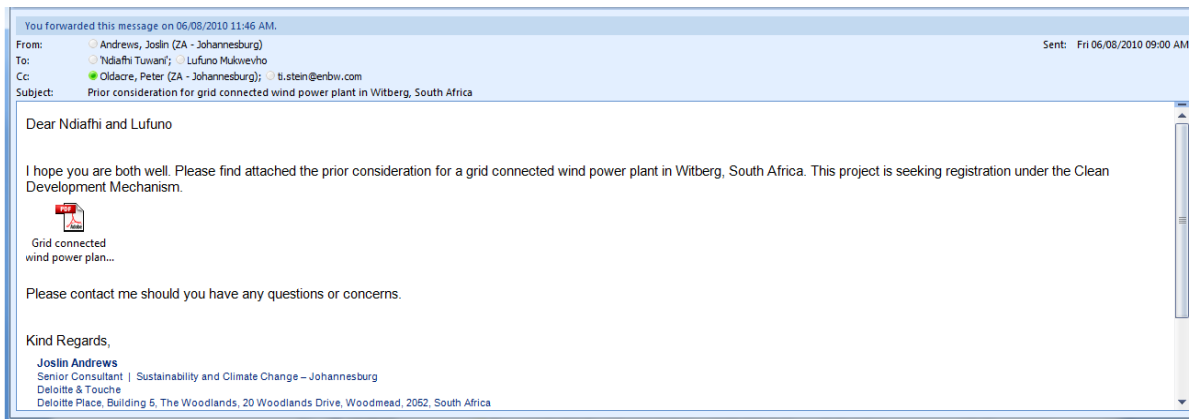 You forwarded this message on 06/08/2010 11:46 AM.
From: Andrews, Joslin (ZA - Johannesburg) Sent: Fri 06/08/2010 09:00 AM
To: 'Ndiafhi Tuwani'; Lufuno Mukwevho
Cc: Oldacre, Peter (ZA - Johannesburg); ti.stein@enbw.com
Subject: Prior consideration for grid connected wind power plant in Witberg, South Africa
Dear Ndiafhi and Lufuno
I hope you are both well. Please find attached the prior consideration for a grid connected wind power plant in Witberg, South Africa. This project is seeking registration under the Clean
Development Mechanism.
PDF
Adobe
Grid connected
wind power plan...
Please contact me should you have any questions or concerns.
Kind Regards,
Joslin Andrews
Senior Consultant | Sustainability and Climate Change – Johannesburg
Deloitte & Touche
Deloitte Place, Building 5, The Woodlands, 20 Woodlands Drive, Woodmead, 2052, South Africa